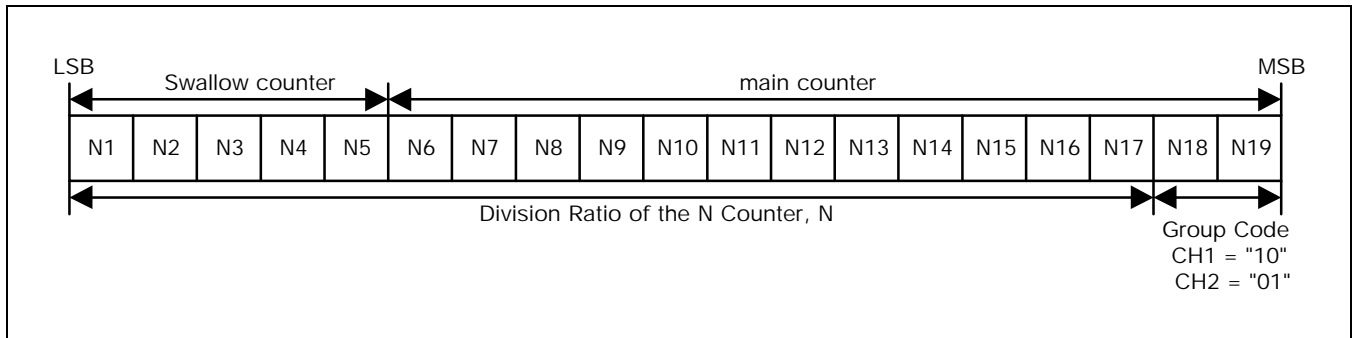 LSB MSB
Swallow counter main counter
N1 N2 N3 N4 N5 N6 N7 N8 N9 N10 N11 N12 N13 N14 N15 N16 N17 N18 N19
Division Ratio of the N Counter, N
Group Code
CH1 = "10"
CH2 = "01"